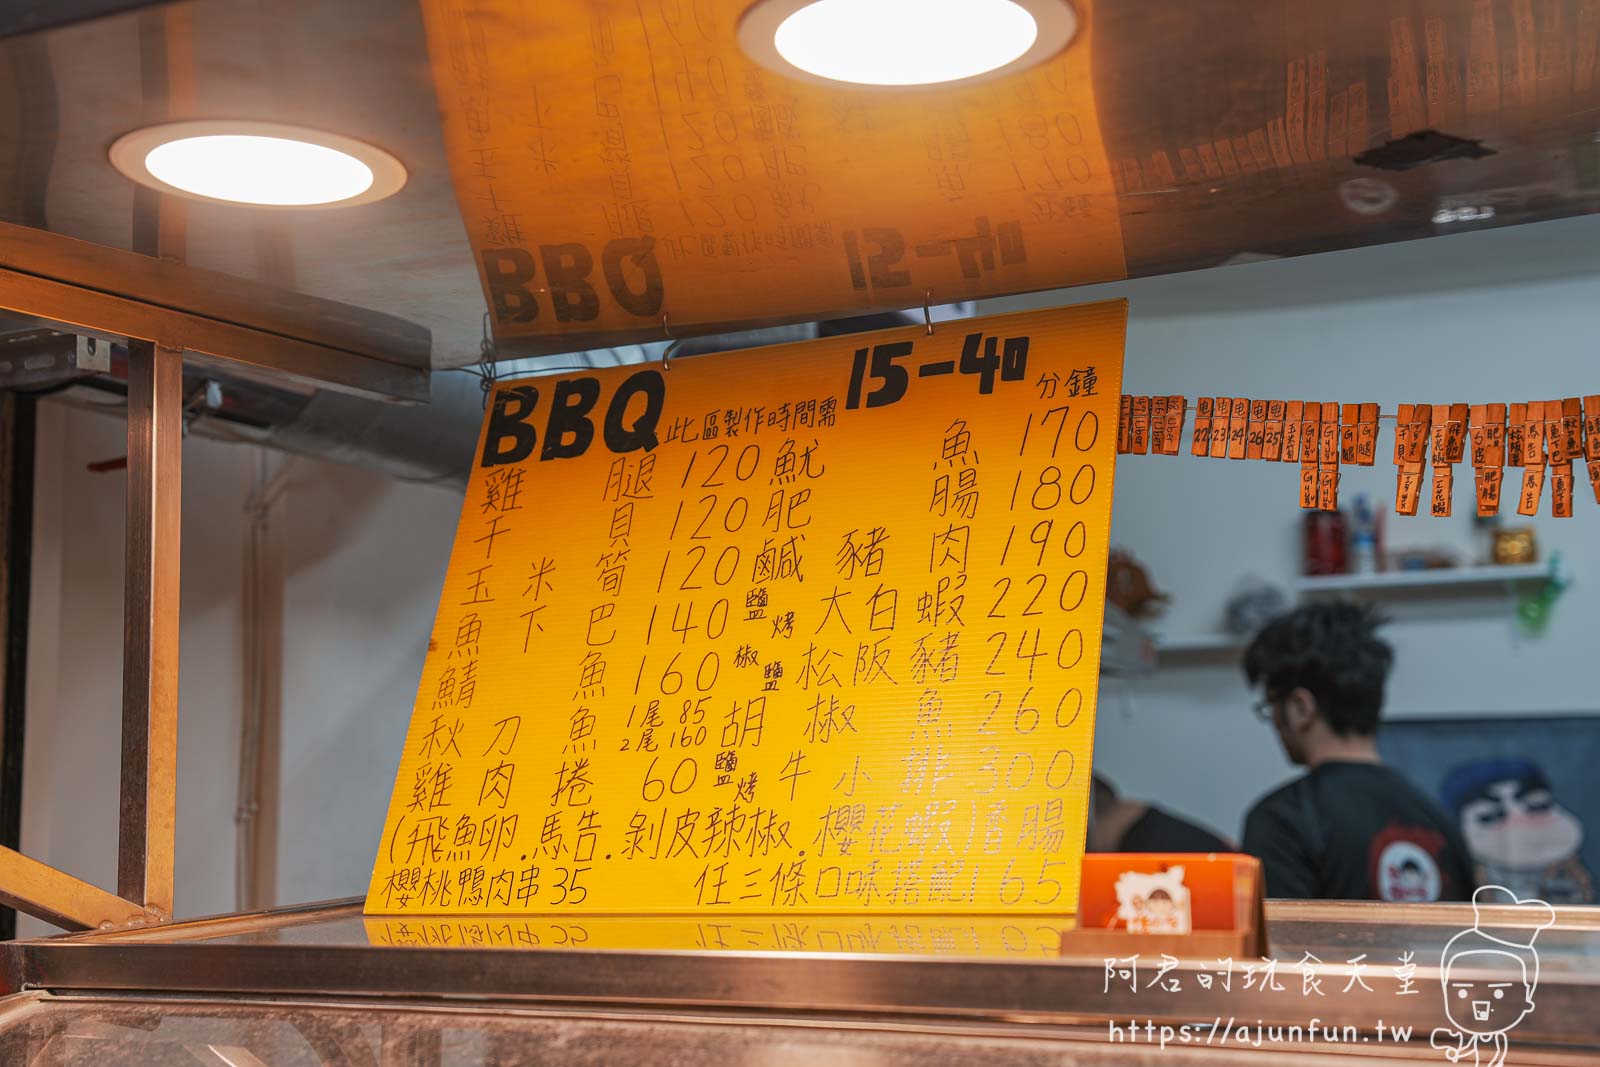 BBQ 此區製作時間需 15-40 分鐘
雞腿 120 魷魚 170
干貝 120 肥腸 180
玉米筍 120 鹹豬肉 190
魚下巴 140 鹽烤大白蝦 220
鯖魚 160 椒鹽松阪豬 240
秋刀魚 1尾 85 2尾 160 胡椒魚 260
雞肉捲 60 鹽烤牛小排 300
(飛魚卵.馬告.剝皮辣椒.櫻花蝦)香腸
櫻桃鴨肉串35 任三條口味搭配165
阿君的玩食天堂
https://ajunfun.tw